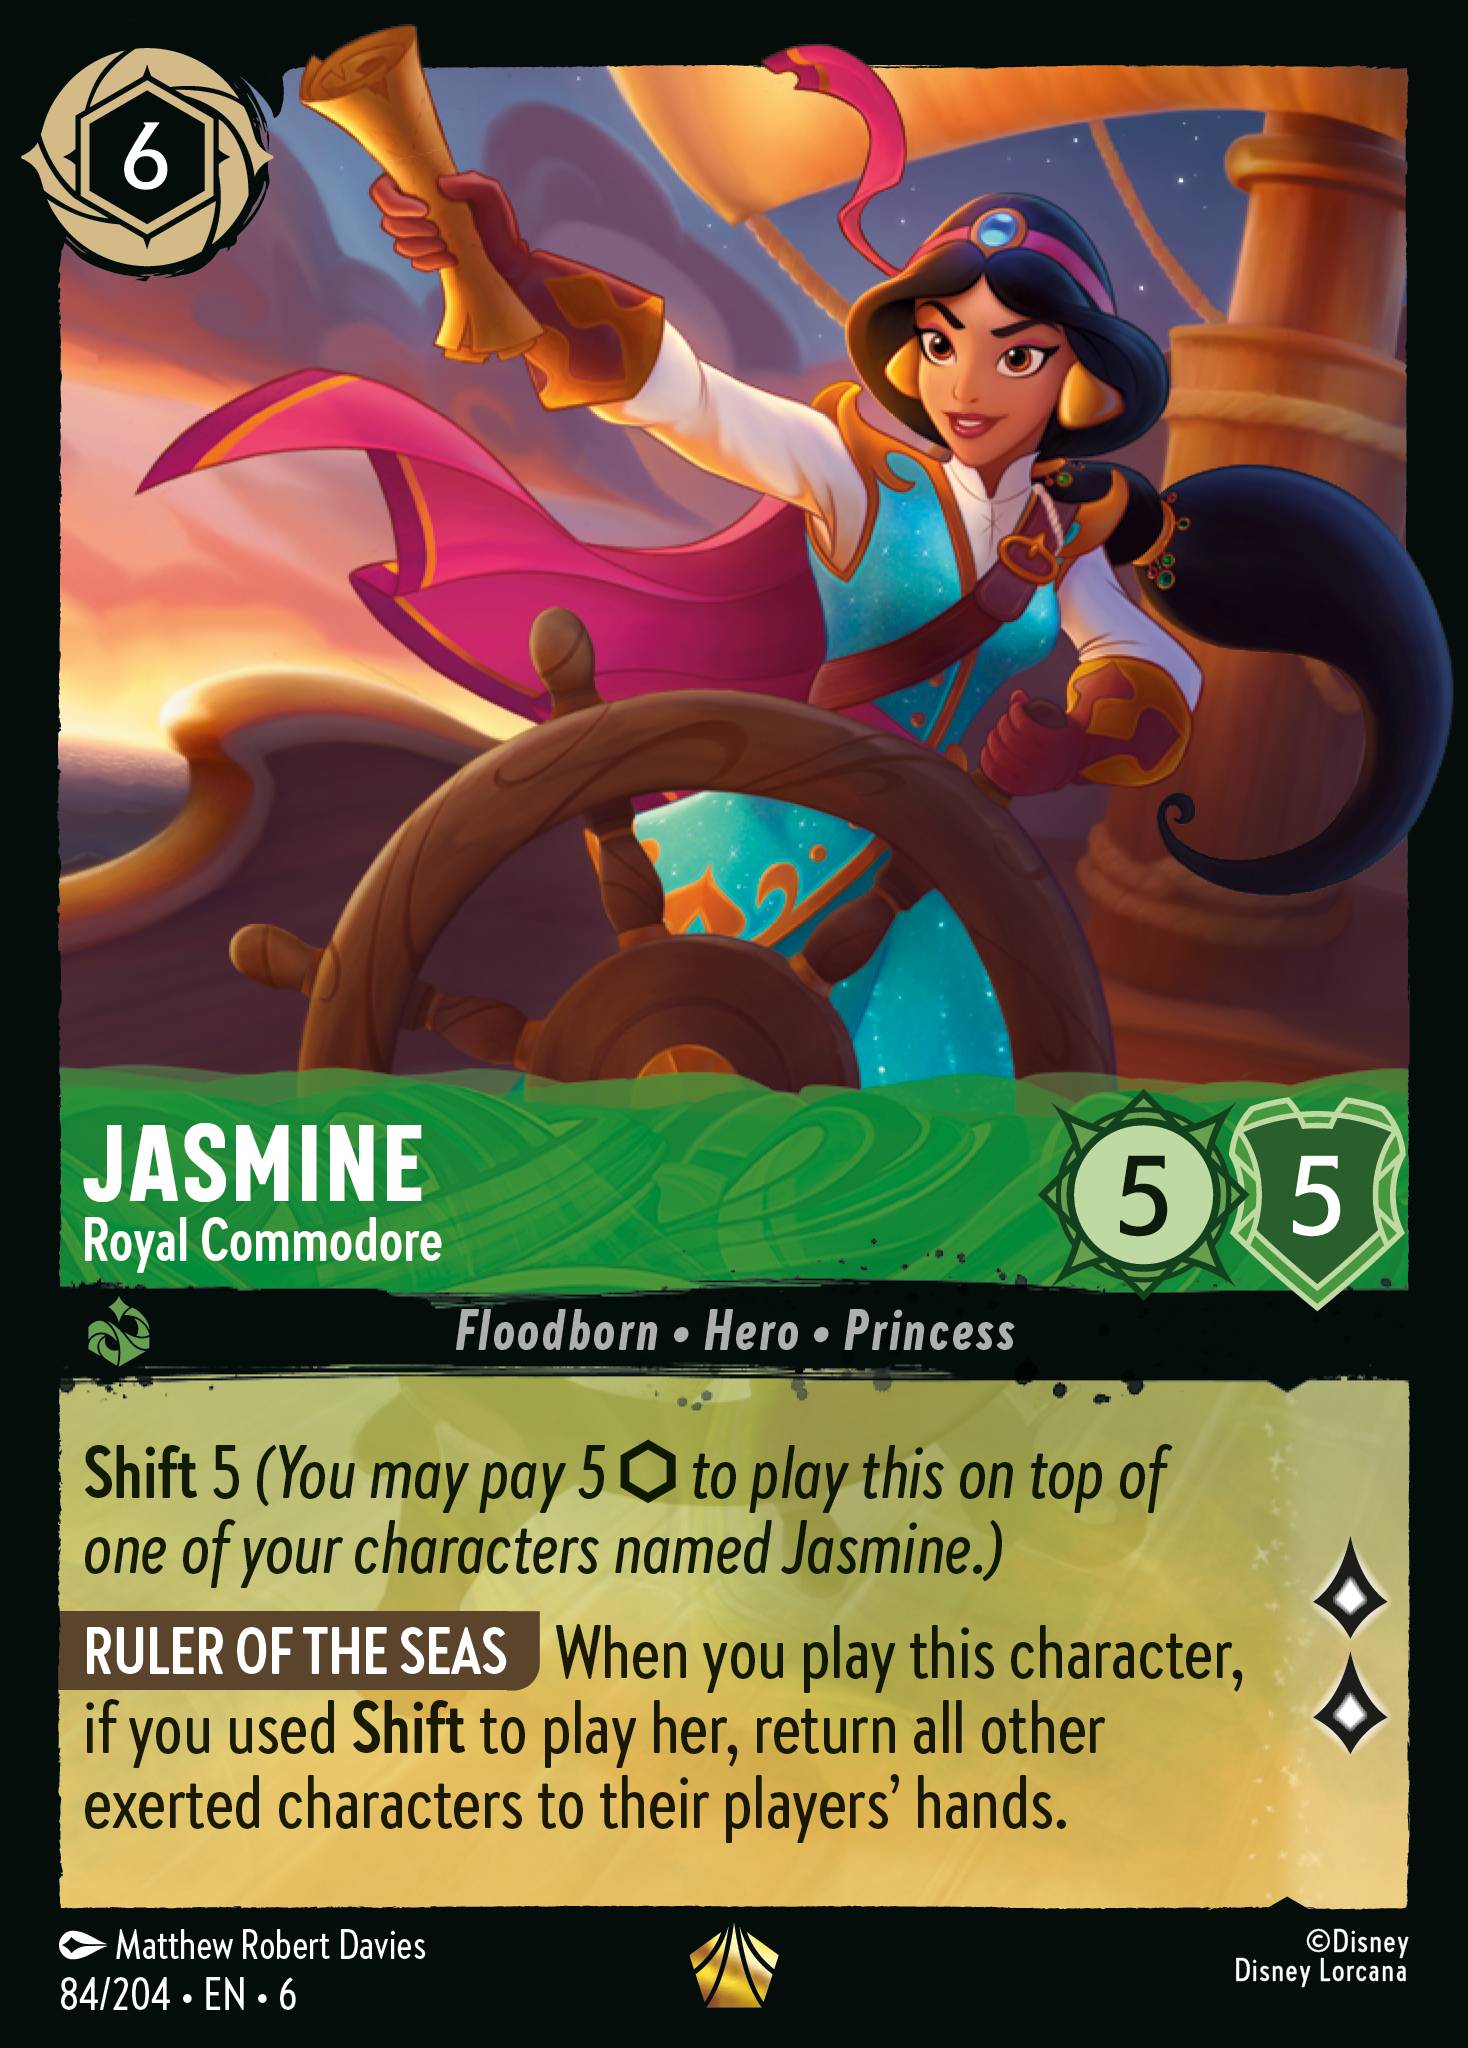 6
JASMINE
Royal Commodore
5 5
Floodborn • Hero • Princess
Shift 5 (You may pay 5 ⬡ to play this on top of
one of your characters named Jasmine.)
RULER OF THE SEAS When you play this character,
if you used Shift to play her, return all other
exerted characters to their players’ hands.
Matthew Robert Davies
84/204 • EN • 6
©Disney
Disney Lorcana